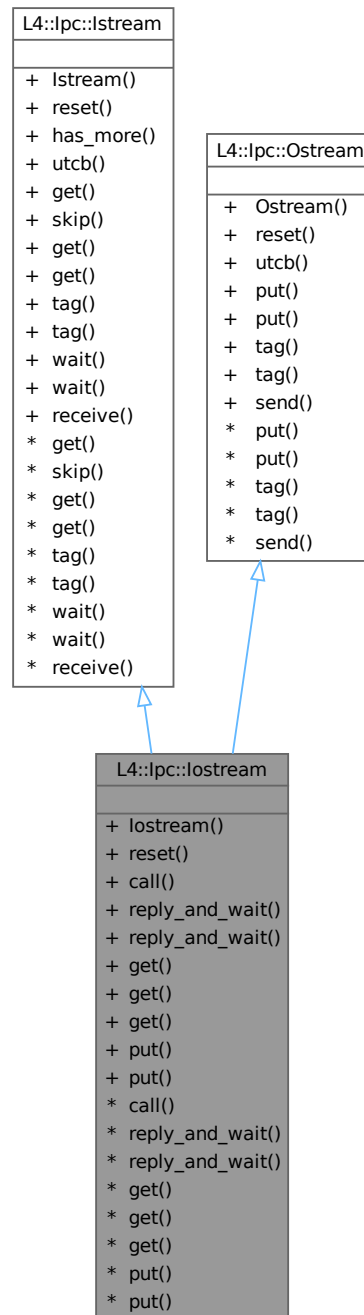 L4::Ipc::Istream
+ Istream()
+ reset()
+ has_more()
+ utcb()
+ get()
+ skip()
+ get()
+ get()
+ tag()
+ tag()
+ wait()
+ wait()
+ receive()
* get()
* skip()
* get()
* get()
* tag()
* tag()
* wait()
* wait()
* receive()
L4::Ipc::Ostream
+ Ostream()
+ reset()
+ utcb()
+ put()
+ put()
+ tag()
+ tag()
+ send()
* put()
* put()
* tag()
* tag()
* send()
L4::Ipc::Iostream
+ Iostream()
+ reset()
+ call()
+ reply_and_wait()
+ reply_and_wait()
+ get()
+ get()
+ get()
+ put()
+ put()
* call()
* reply_and_wait()
* reply_and_wait()
* get()
* get()
* get()
* put()
* put()